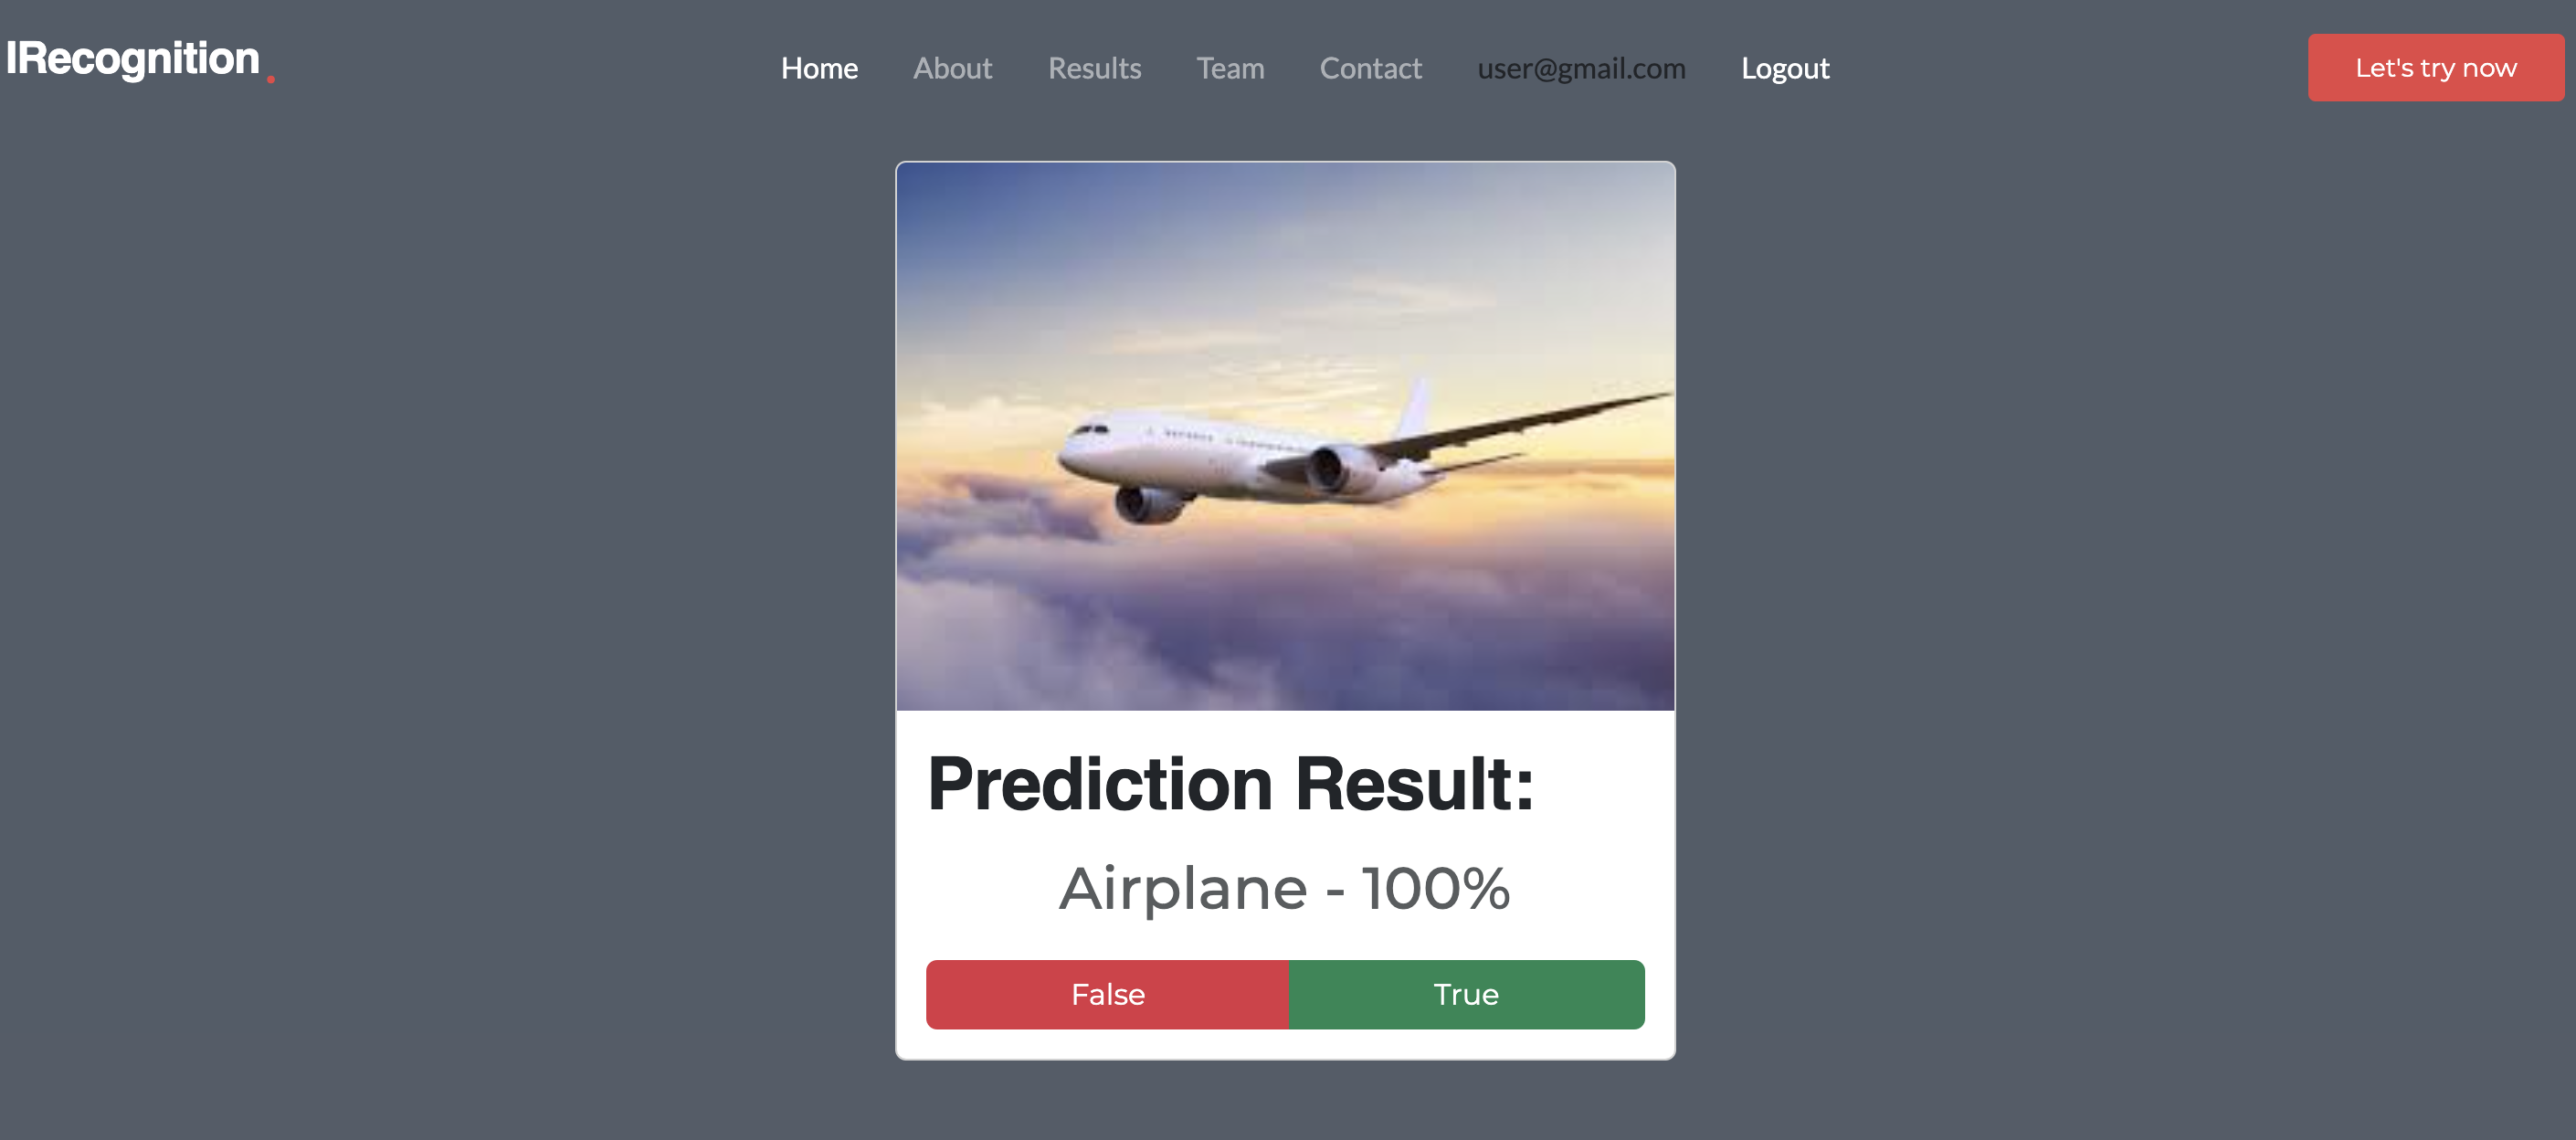 IRecognition.
Home About Results Team Contact user@gmail.com Logout
Let's try now
Prediction Result:
Airplane - 100%
False True